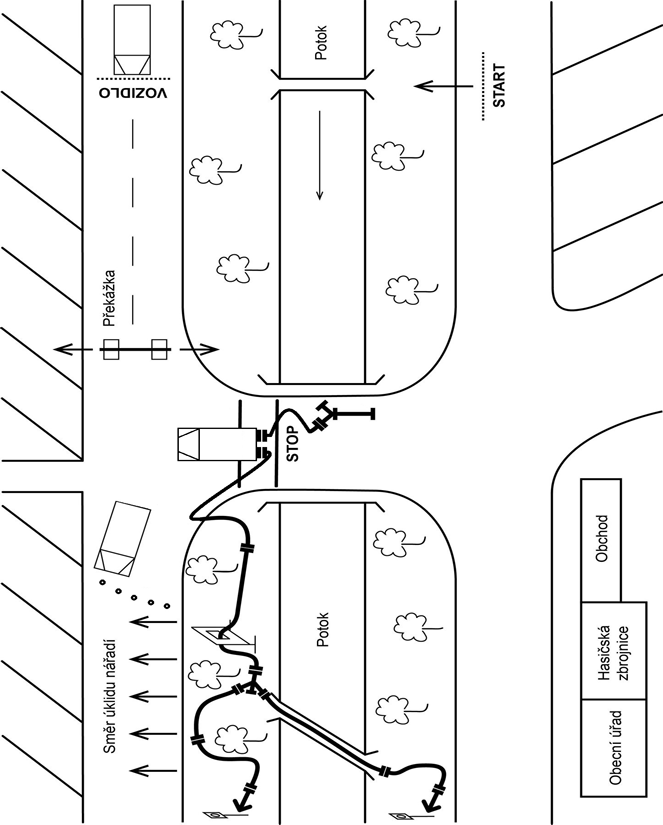 Potok
START
VOZIDLO
Překážka
STOP
Směr úklidu nářadí
Potok
Obchod
Hasičská
zbrojnice
Obecní úřad